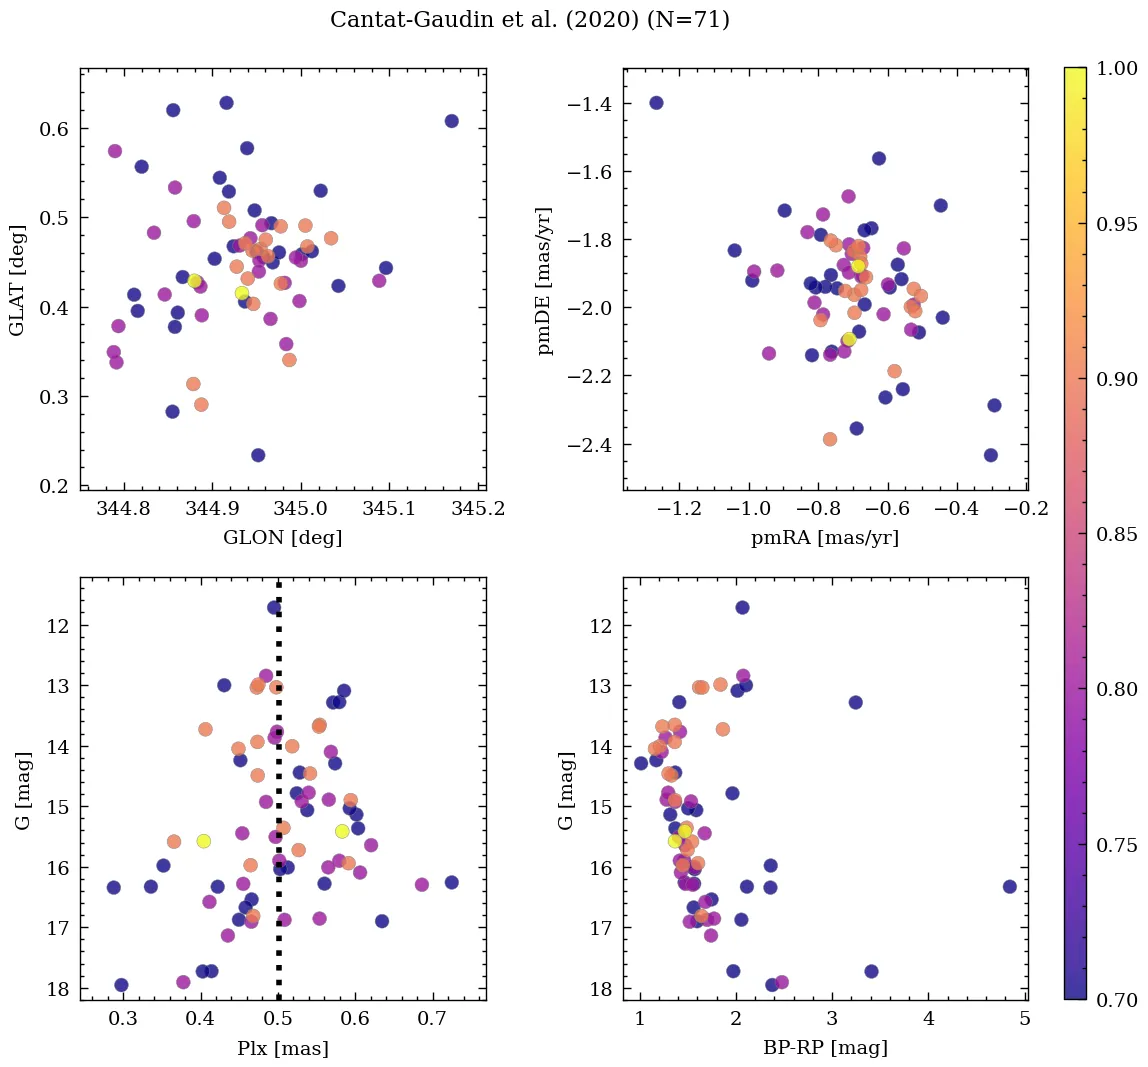 Cantat-Gaudin et al. (2020) (N=71)
0.6
0.5
0.4
0.3
0.2
GLAT [deg]
344.8 344.9 345.0 345.1 345.2
GLON [deg]
−1.4
−1.6
−1.8
−2.0
−2.2
−2.4
pmDE [mas/yr]
−1.2 −1.0 −0.8 −0.6 −0.4 −0.2
pmRA [mas/yr]
12
13
14
15
16
17
18
G [mag]
0.3 0.4 0.5 0.6 0.7
Plx [mas]
12
13
14
15
16
17
18
G [mag]
1 2 3 4 5
BP-RP [mag]
1.00
0.95
0.90
0.85
0.80
0.75
0.70